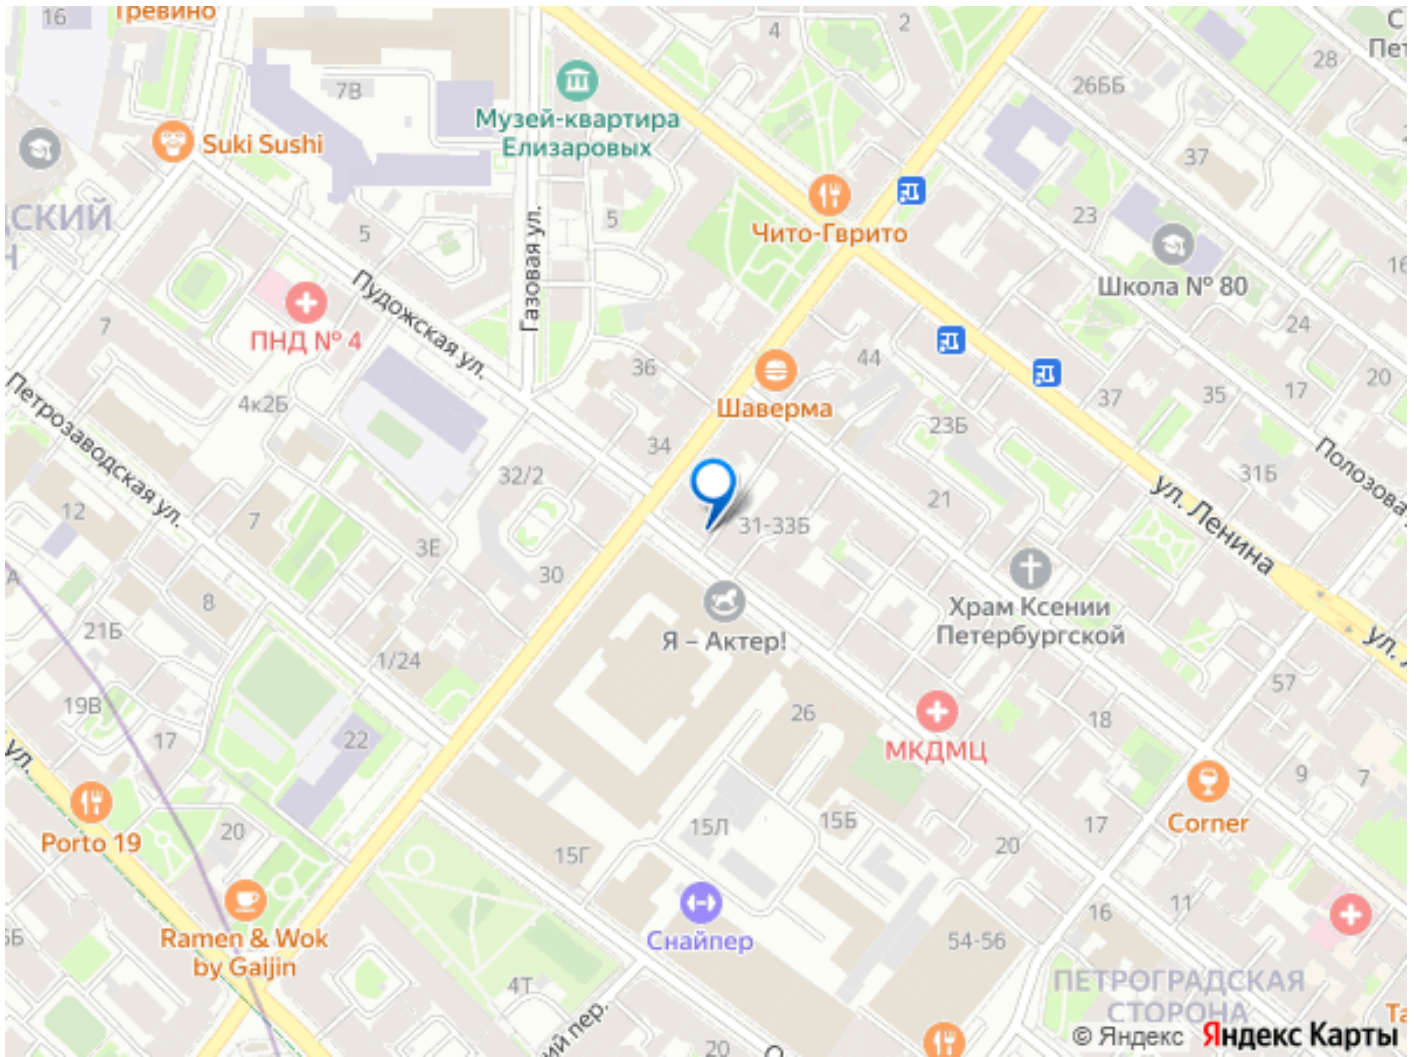 16
Тревино
4
2
28
7В
Музей-квартира
Елизаровых
26ББ
Suki Sushi
37
5
5
23
Чито-Гврито
Школа № 80
16
Газовая ул.
Пудожская ул.
ПНД № 4
7
24
36
44
20
17
35
37
Шаверма
4к2Б
Петрозаводская ул.
34
23Б
Полозова
31Б
32/2
21
ул. Ленина
12
7
31-33Б
3Е
30
Храм Ксении
Петербургской
8
Я – Актер!
21Б
1/24
ул.
57
19В
26
18
17
22
МКДМЦ
ул.
9
7
Porto 19
20
15Л
15Б
17
Corner
20
15Г
16
11
Ramen & Wok
by Gaijin
Снайпер
54-56
4Т
ПЕТРОГРАДСКАЯ
СТОРОНА
20
© Яндекс Яндекс Карты